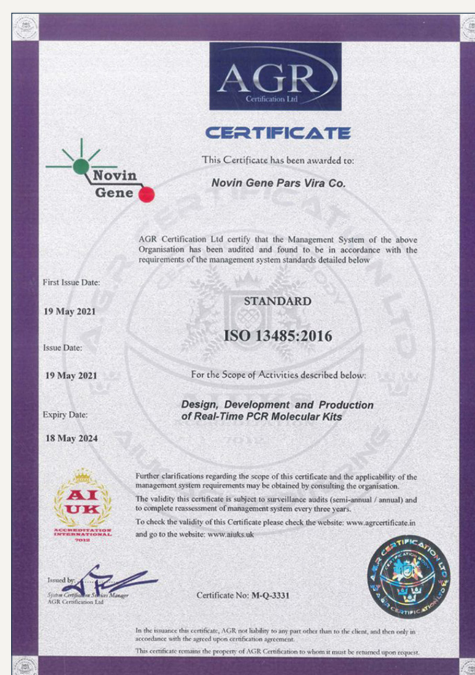 AGR
Certification Ltd
CERTIFICATE
This Certificate has been awarded to:
Novin
Gene
Novin Gene Pars Vira Co.
AGR Certification Ltd certify that the Management System of the above
Organisation has been audited and found to be in accordance with the
requirements of the management system standards detailed below
First Issue Date:
19 May 2021
STANDARD
ISO 13485:2016
Issue Date:
19 May 2021
For the Scope of Activities described below:
Design, Development and Production
of Real-Time PCR Molecular Kits
Expiry Date:
18 May 2024
Further clarifications regarding the scope of this certificate and the applicability of the
management system requirements may be obtained by consulting the organisation.
The validity this certificate is subject to surveillance audits (semi-annual / annual) and
to complete reassessment of management system every three years.
To check the validity of this Certificate please check the website: www.agrcertificate.in
and go to the website: www.aiuks.uk
AI
UK
ACCREDITATION
INTERNATIONAL
7012
Issued by:
System Certification Services Manager
AGR Certification Ltd
Certificate No: M-Q-3331
AGR CERTIFICATION LTD
In the issuance this certificate, AGR not liability to any part other than to the client, and then only in
accordance with the agreed upon certification agreement.
This certificate remains the property of AGR Certification to whom it must be returned upon request.